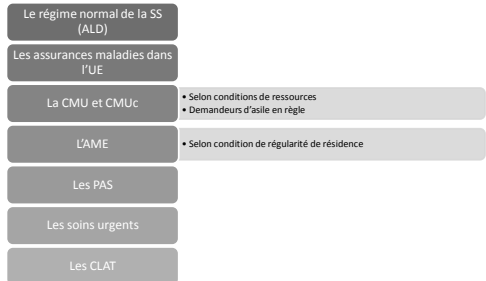 Le régime normal de la SS
(ALD)
Les assurances maladies dans
l'UE
La CMU et CMUc
• Selon conditions de ressources
• Demandeurs d'asile en règle
L'AME
• Selon condition de régularité de résidence
Les PAS
Les soins urgents
Les CLAT